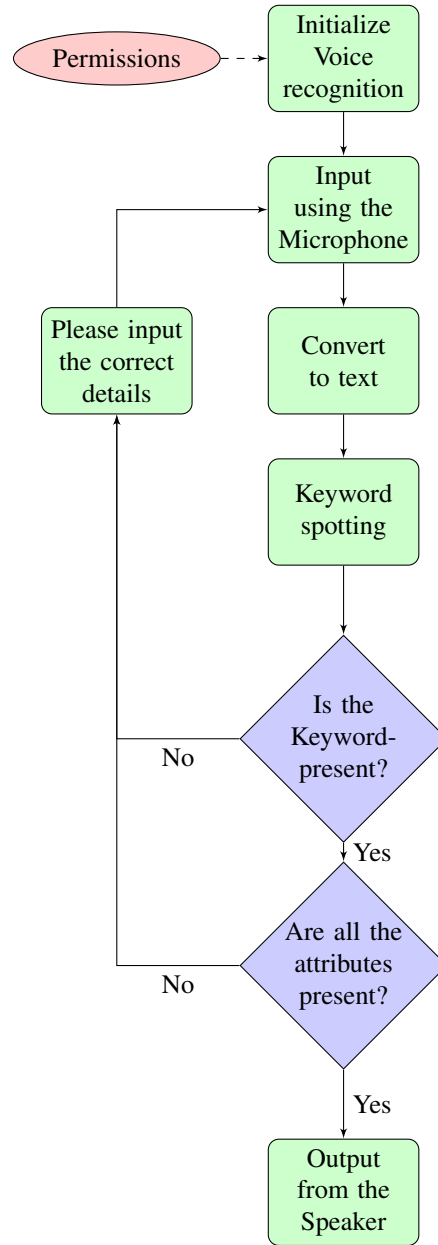 Permissions
Initialize
Voice
recognition
Input
using the
Microphone
Please input
the correct
details
Convert
to text
Keyword
spotting
Is the
Keyword-
present?
No
Yes
Are all the
attributes
present?
No
Yes
Output
from the
Speaker